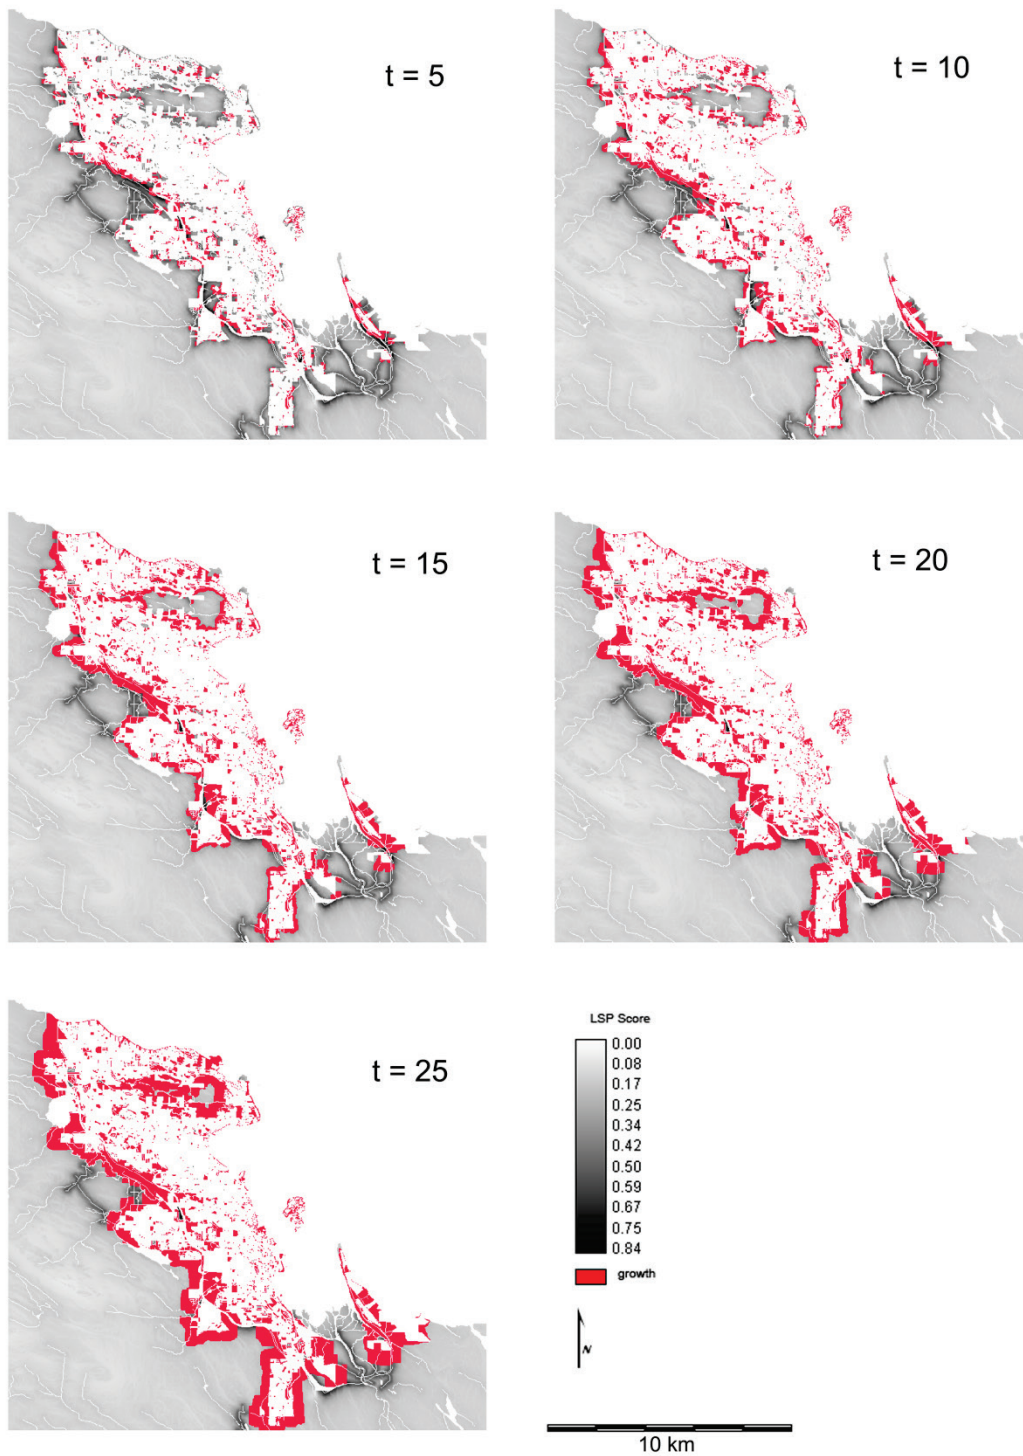 t = 5
t = 10
t = 15
t = 20
t = 25
LSP Score
0.00
0.08
0.17
0.25
0.34
0.42
0.50
0.59
0.67
0.75
0.84
growth
N
10 km